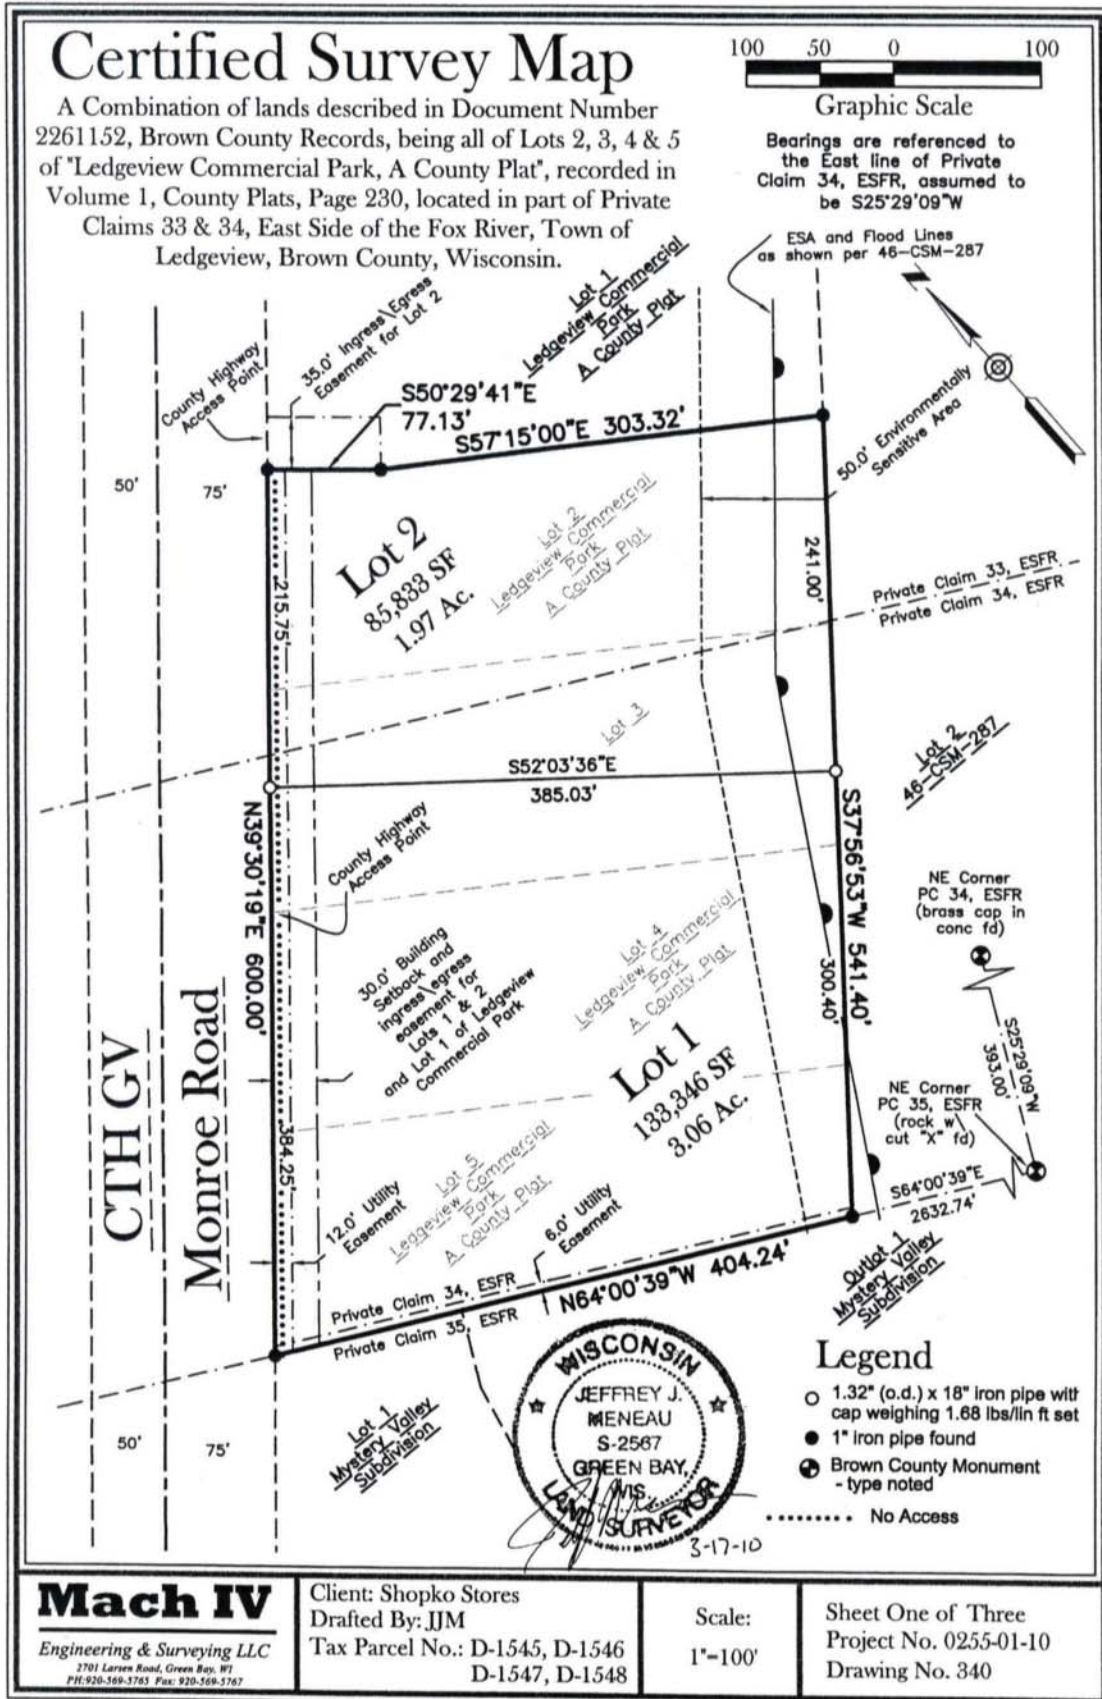 Certified Survey Map
A Combination of lands described in Document Number
2261152, Brown County Records, being all of Lots 2, 3, 4 & 5
of "Ledgeview Commercial Park, A County Plat", recorded in
Volume 1, County Plats, Page 230, located in part of Private
Claims 33 & 34, East Side of the Fox River, Town of
Ledgeview, Brown County, Wisconsin.
100 50 0 100
Graphic Scale
Bearings are referenced to
the East line of Private
Claim 34, ESFR, assumed to
be S25°29'09"W
ESA and Flood Lines
as shown per 46-CSM-287
Lot 1
Ledgeview Commercial
Park
A County Plat
35.0' Ingress\Egress
Easement for Lot 2
County Highway
Access Point
S50°29'41"E
77.13'
S57°15'00"E 303.32'
50.0' Environmentally
Sensitive Area
50'
75'
Lot 2
85,833 SF
1.97 Ac.
Lot 2
Ledgeview Commercial
Park
A County Plat
215.75'
241.00'
Private Claim 33, ESFR
Private Claim 34, ESFR
Lot 3
Lot 2
46-CSM-287
S52°03'36"E
385.03'
N39°30'19"E 600.00'
County Highway
Access Point
S37°56'53"W 541.40'
300.40'
NE Corner
PC 34, ESFR
(brass cap in
conc fd)
30.0' Building
Setback and
ingress\egress
easement for
Lots 1 & 2
and Lot 1 of Ledgeview
Commercial Park
Lot 4
Ledgeview Commercial
Park
A County Plat
Lot 1
133,346 SF
3.06 Ac.
S25°29'09"W
393.00'
NE Corner
PC 35, ESFR
(rock w\
cut "X" fd)
CTH GV
Monroe Road
384.25'
12.0' Utility
Easement
Lot 5
Ledgeview Commercial
Park
A County Plat
6.0' Utility
Easement
S64°00'39"E
2632.74'
Private Claim 34, ESFR
Private Claim 35, ESFR
N64°00'39"W 404.24'
Outlot 1
Mystery Valley
Subdivision
50'
75'
Lot 1
Mystery Valley
Subdivision
WISCONSIN
JEFFREY J.
MENEAU
S-2567
GREEN BAY,
WIS.
LAND SURVEYOR
3-17-10
Legend
1.32" (o.d.) x 18" iron pipe with
cap weighing 1.68 lbs/lin ft set
1" iron pipe found
Brown County Monument
- type noted
No Access
Mach IV
Engineering & Surveying LLC
2701 Larsen Road, Green Bay, WI
PH:920-569-5765 Fax: 920-569-5767
Client: Shopko Stores
Drafted By: JJM
Tax Parcel No.: D-1545, D-1546
D-1547, D-1548
Scale:
1"=100'
Sheet One of Three
Project No. 0255-01-10
Drawing No. 340